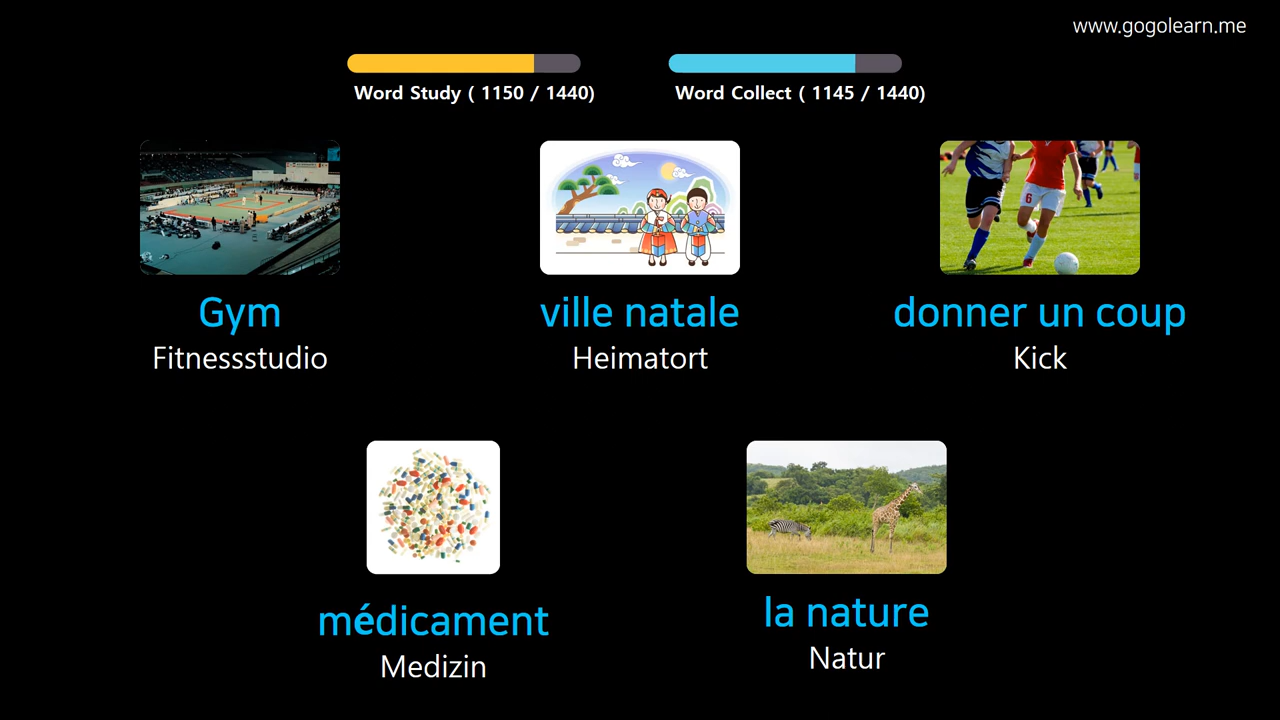 www.gogolearn.me
Word Study ( 1150 / 1440)
Word Collect ( 1145 / 1440)
Gym
Fitnessstudio
ville natale
Heimatort
donner un coup
Kick
6
médicament
Medizin
la nature
Natur